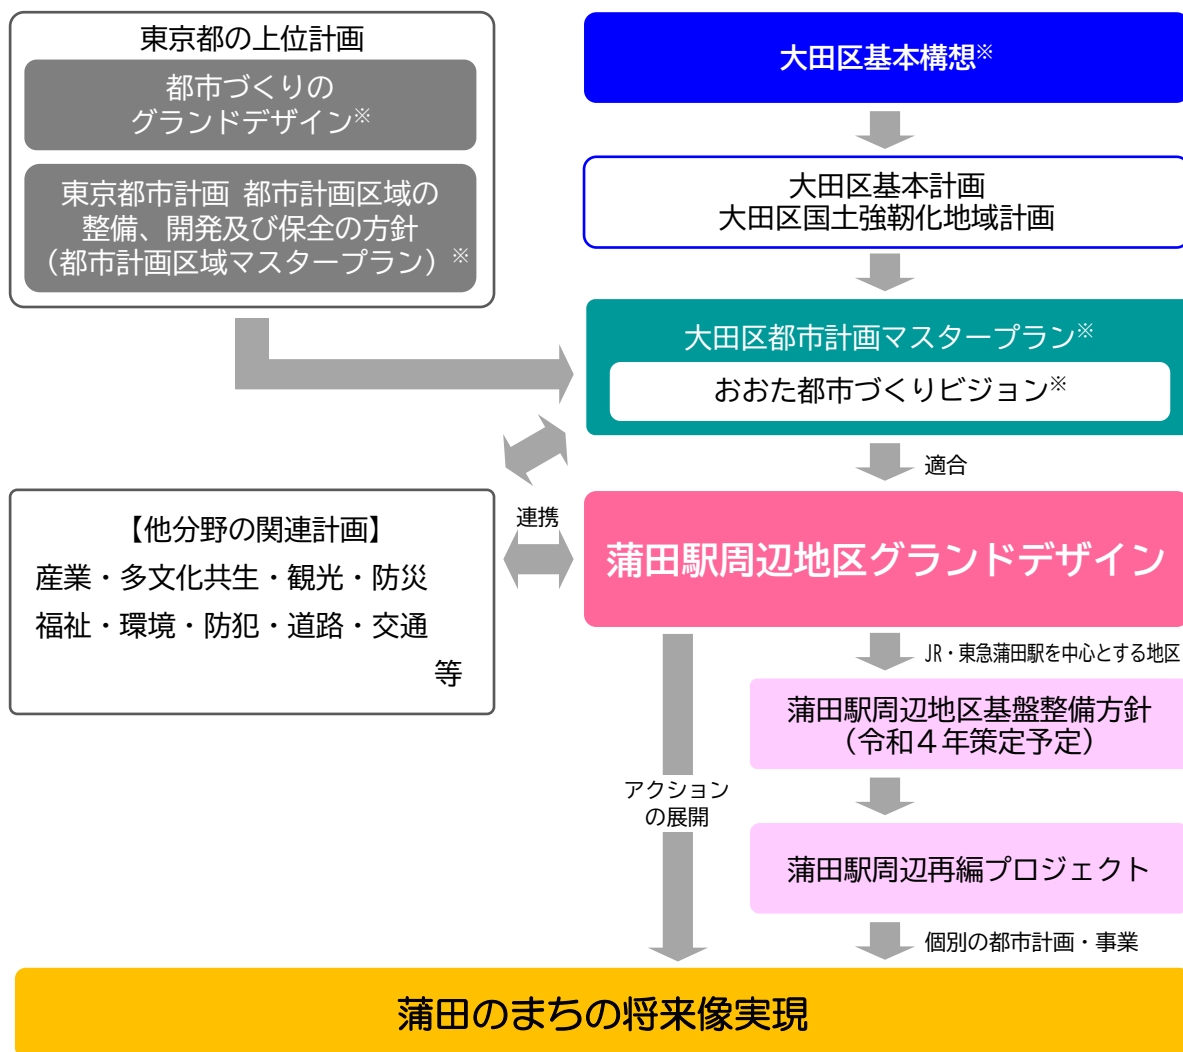 東京都の上位計画
都市づくりの
グランドデザイン※
東京都市計画 都市計画区域の
整備、開発及び保全の方針
（都市計画区域マスタープラン）※
大田区基本構想※
大田区基本計画
大田区国土強靭化地域計画
大田区都市計画マスタープラン※
おおた都市づくりビジョン※
適合
【他分野の関連計画】
産業・多文化共生・観光・防災
福祉・環境・防犯・道路・交通
等
連携
蒲田駅周辺地区グランドデザイン
JR・東急蒲田駅を中心とする地区
蒲田駅周辺地区基盤整備方針
（令和４年策定予定）
アクション
の展開
蒲田駅周辺再編プロジェクト
個別の都市計画・事業
蒲田のまちの将来像実現